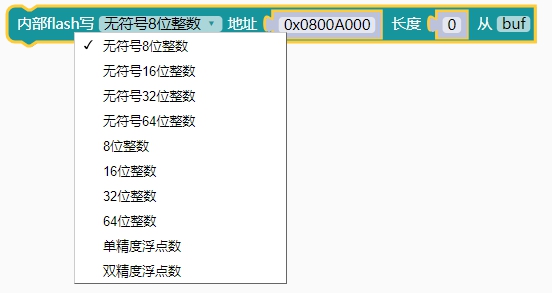 内部flash写 无符号8位整数 地址 0x0800A000 长度 0 从 buf
无符号8位整数
无符号16位整数
无符号32位整数
无符号64位整数
8位整数
16位整数
32位整数
64位整数
单精度浮点数
双精度浮点数